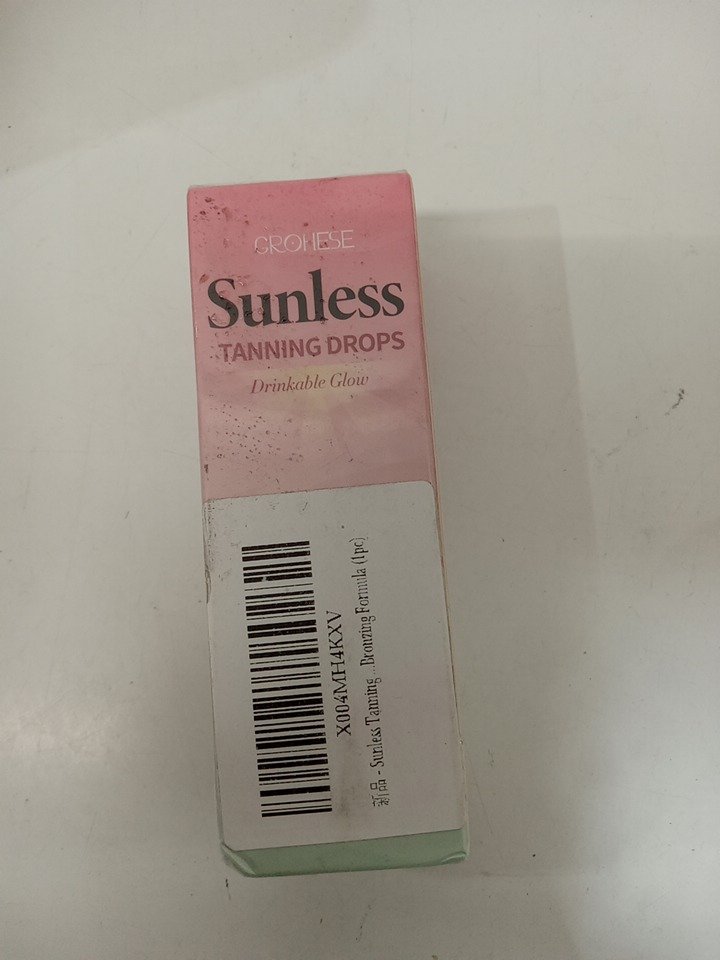 GROHESE
Sunless
TANNING DROPS
Drinkable Glow
X004MH4KXV
新品 - Sunless Tanning ...Bronzing Formula (1pc)